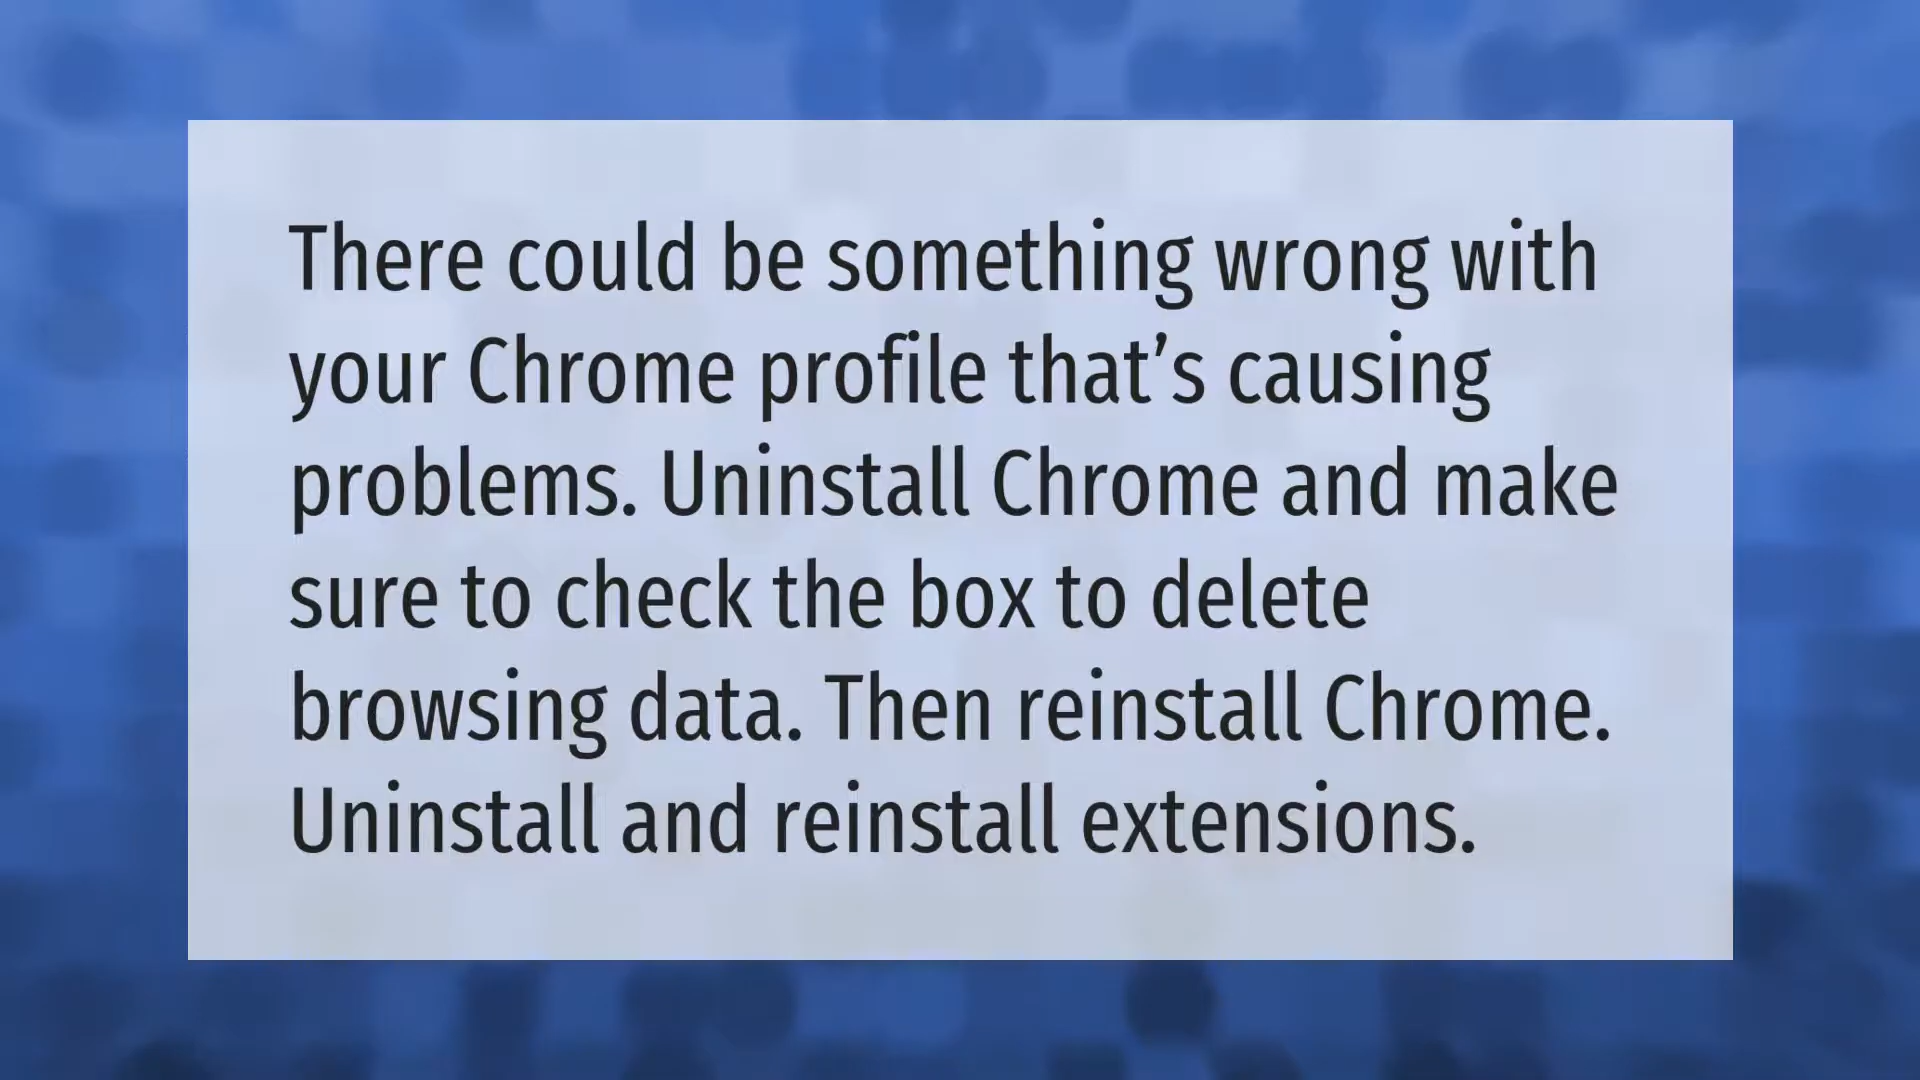 There could be something wrong with
your Chrome profile that’s causing
problems. Uninstall Chrome and make
sure to check the box to delete
browsing data. Then reinstall Chrome.
Uninstall and reinstall extensions.